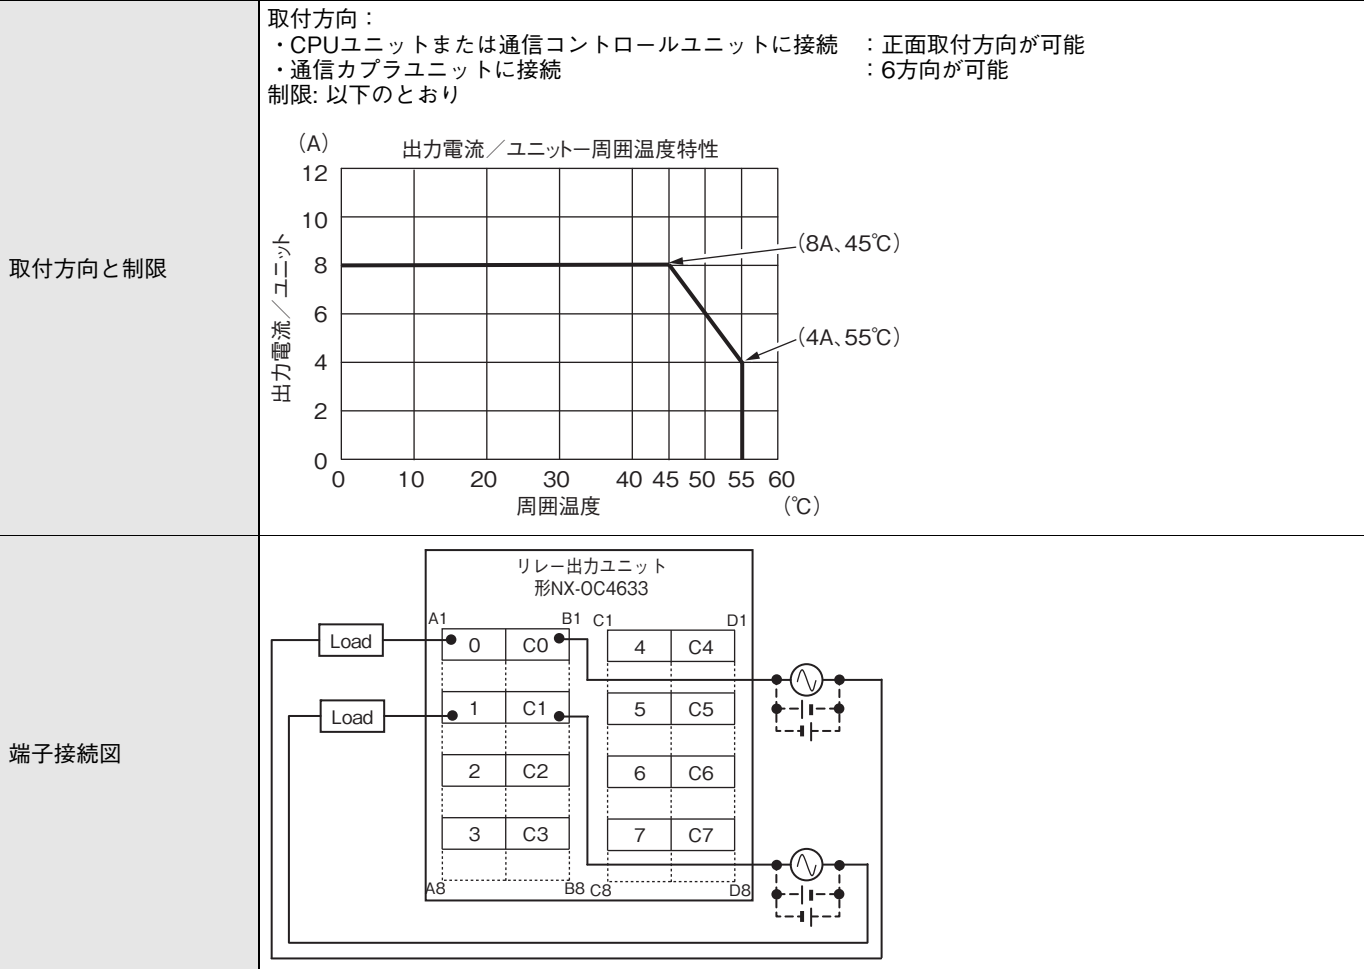 取付方向と制限
取付方向：
・CPUユニットまたは通信コントロールユニットに接続 ：正面取付方向が可能
・通信カプラユニットに接続 ：6方向が可能
制限: 以下のとおり
(A)
出力電流／ユニットー周囲温度特性
12
10
8
6
4
2
0
出力電流／ユニット
(8A、45℃)
(4A、55℃)
0 10 20 30 40 45 50 55 60
周囲温度 (℃)
端子接続図
リレー出力ユニット
形NX-OC4633
A1 B1 C1 D1
Load 0 C0 4 C4
Load 1 C1 5 C5
2 C2 6 C6
3 C3 7 C7
A8 B8 C8 D8